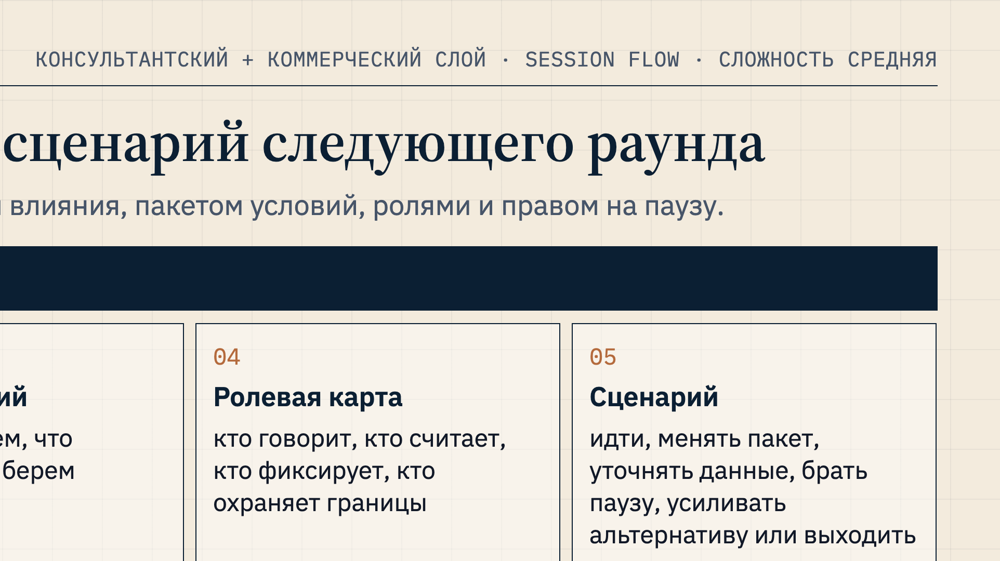 КОНСУЛЬТАНТСКИЙ + КОММЕРЧЕСКИЙ СЛОЙ · SESSION FLOW · СЛОЖНОСТЬ СРЕДНЯЯ
сценарий следующего раунда
влияния, пакетом условий, ролями и правом на паузу.
что
берем
04
Ролевая карта
кто говорит, кто считает,
кто фиксирует, кто
охраняет границы
05
Сценарий
идти, менять пакет,
уточнять данные, брать
паузу, усиливать
альтернативу или выходить